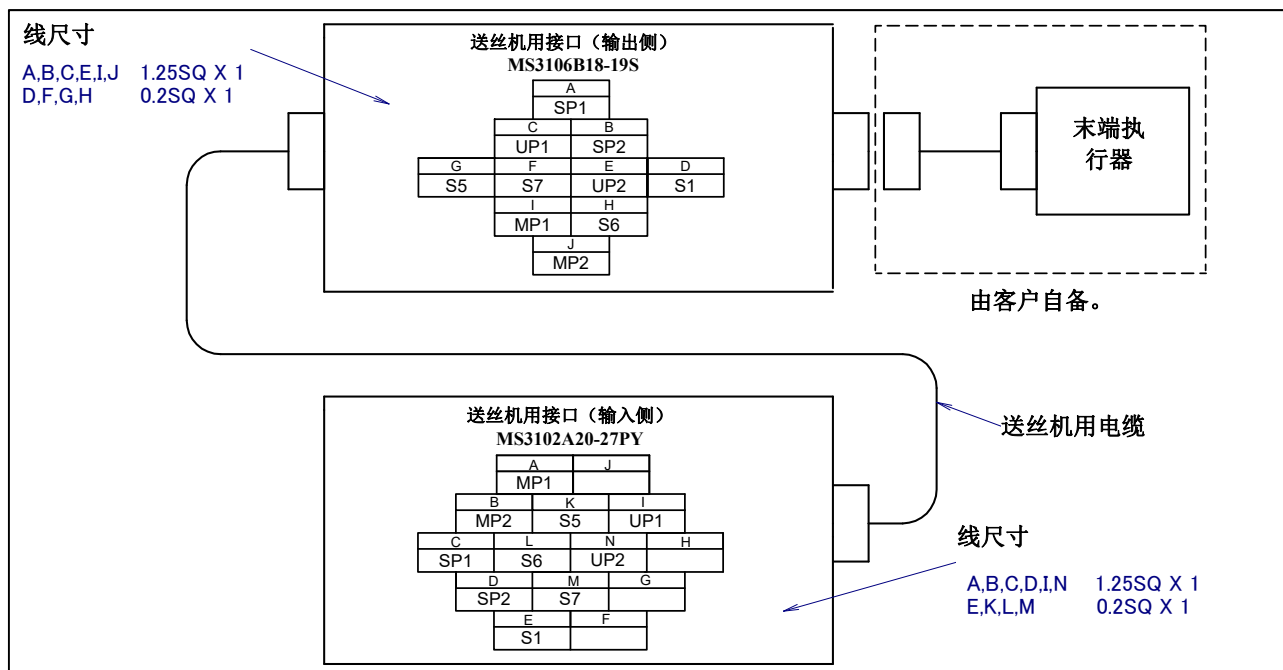 线尺寸
A,B,C,E,I,J 1.25SQ X 1
D,F,G,H 0.2SQ X 1
送丝机用接口（输出侧）
MS3106B18-19S
A
SP1
C B
UP1 SP2
G F E D
S5 S7 UP2 S1
I H
MP1 S6
J
MP2
末端执
行器
由客户自备。
送丝机用接口（输入侧）
MS3102A20-27PY
A J
MP1
B K I
MP2 S5 UP1
C L N H
SP1 S6 UP2
D M G
SP2 S7
E F
S1
送丝机用电缆
线尺寸
A,B,C,D,I,N 1.25SQ X 1
E,K,L,M 0.2SQ X 1